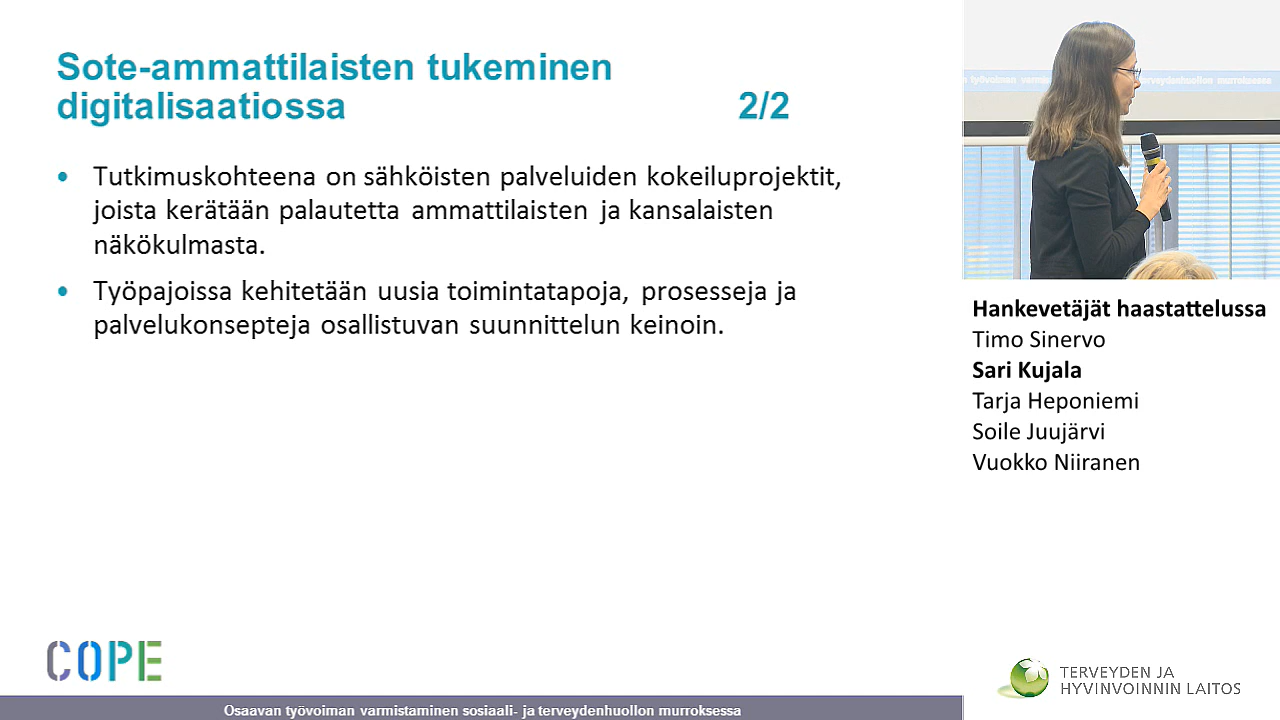 Sote-ammattilaisten tukeminen
digitalisaatiossa 2/2
• Tutkimuskohteena on sähköisten palveluiden kokeiluprojektit,
joista kerätään palautetta ammattilaisten ja kansalaisten
näkökulmasta.
• Työpajoissa kehitetään uusia toimintatapoja, prosesseja ja
palvelukonsepteja osallistuvan suunnittelun keinoin.
COPE
Osaavan työvoiman varmistaminen sosiaali- ja terveydenhuollon murroksessa
Hankevetäjät haastattelussa
Timo Sinervo
Sari Kujala
Tarja Heponiemi
Soile Juujärvi
Vuokko Niiranen
TERVEYDEN JA
HYVINVOINNIN LAITOS